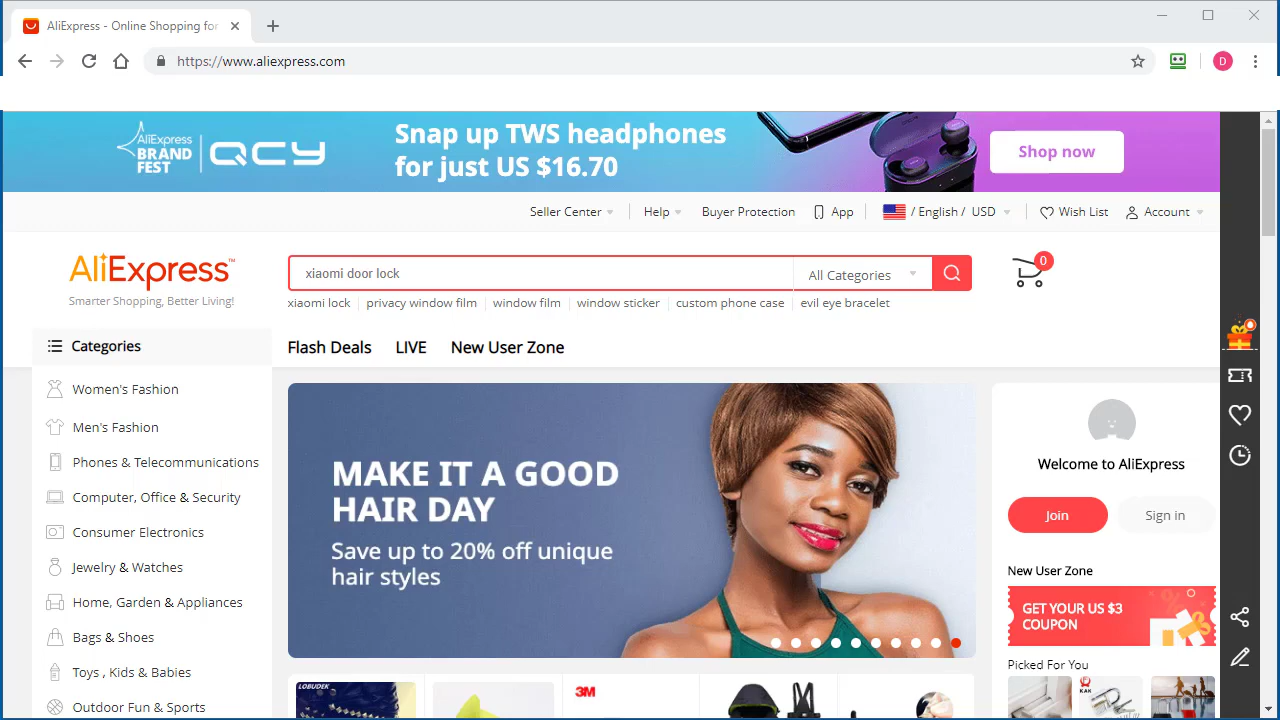 AliExpress - Online Shopping for
https://www.aliexpress.com
D
AliExpress
BRAND
FEST
QCY
Snap up TWS headphones
for just US $16.70
Shop now
Seller Center
Help
Buyer Protection
App
/ English / USD
Wish List
Account
AliExpress™
Smarter Shopping, Better Living!
xiaomi door lock
All Categories
0
xiaomi lock
privacy window film
window film
window sticker
custom phone case
evil eye bracelet
Categories
Flash Deals
LIVE
New User Zone
Women's Fashion
Men's Fashion
Phones & Telecommunications
Computer, Office & Security
Consumer Electronics
Jewelry & Watches
Home, Garden & Appliances
Bags & Shoes
Toys , Kids & Babies
Outdoor Fun & Sports
MAKE IT A GOOD
HAIR DAY
Save up to 20% off unique
hair styles
Welcome to AliExpress
Join
Sign in
New User Zone
GET YOUR US $3
COUPON
Picked For You
LOBUDEK
3M
KAK